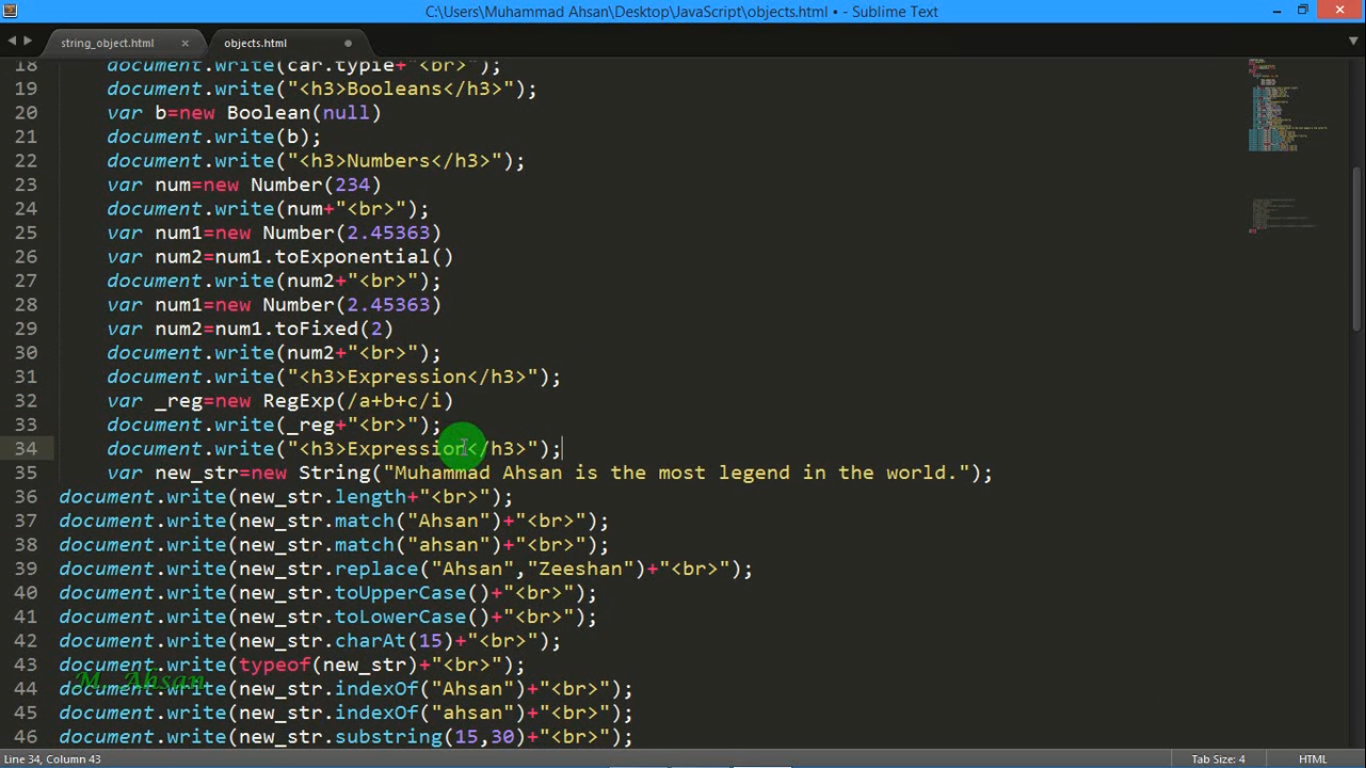 C:\Users\Muhammad Ahsan\Desktop\JavaScript\objects.html • - Sublime Text
string_object.html × objects.html
18 document.write(car.typie+"<br>");
19 document.write("<h3>Booleans</h3>");
20 var b=new Boolean(null)
21 document.write(b);
22 document.write("<h3>Numbers</h3>");
23 var num=new Number(234)
24 document.write(num+"<br>");
25 var num1=new Number(2.45363)
26 var num2=num1.toExponential()
27 document.write(num2+"<br>");
28 var num1=new Number(2.45363)
29 var num2=num1.toFixed(2)
30 document.write(num2+"<br>");
31 document.write("<h3>Expression</h3>");
32 var _reg=new RegExp(/a+b+c/i)
33 document.write(_reg+"<br>");
34 document.write("<h3>Expression</h3>");
35 var new_str=new String("Muhammad Ahsan is the most legend in the world.");
36 document.write(new_str.length+"<br>");
37 document.write(new_str.match("Ahsan")+"<br>");
38 document.write(new_str.match("ahsan")+"<br>");
39 document.write(new_str.replace("Ahsan","Zeeshan")+"<br>");
40 document.write(new_str.toUpperCase()+"<br>");
41 document.write(new_str.toLowerCase()+"<br>");
42 document.write(new_str.charAt(15)+"<br>");
43 document.write(typeof(new_str)+"<br>");
M. Ahsan
44 document.write(new_str.indexOf("Ahsan")+"<br>");
45 document.write(new_str.indexOf("ahsan")+"<br>");
46 document.write(new_str.substring(15,30)+"<br>");
Line 34, Column 43 Tab Size: 4 HTML